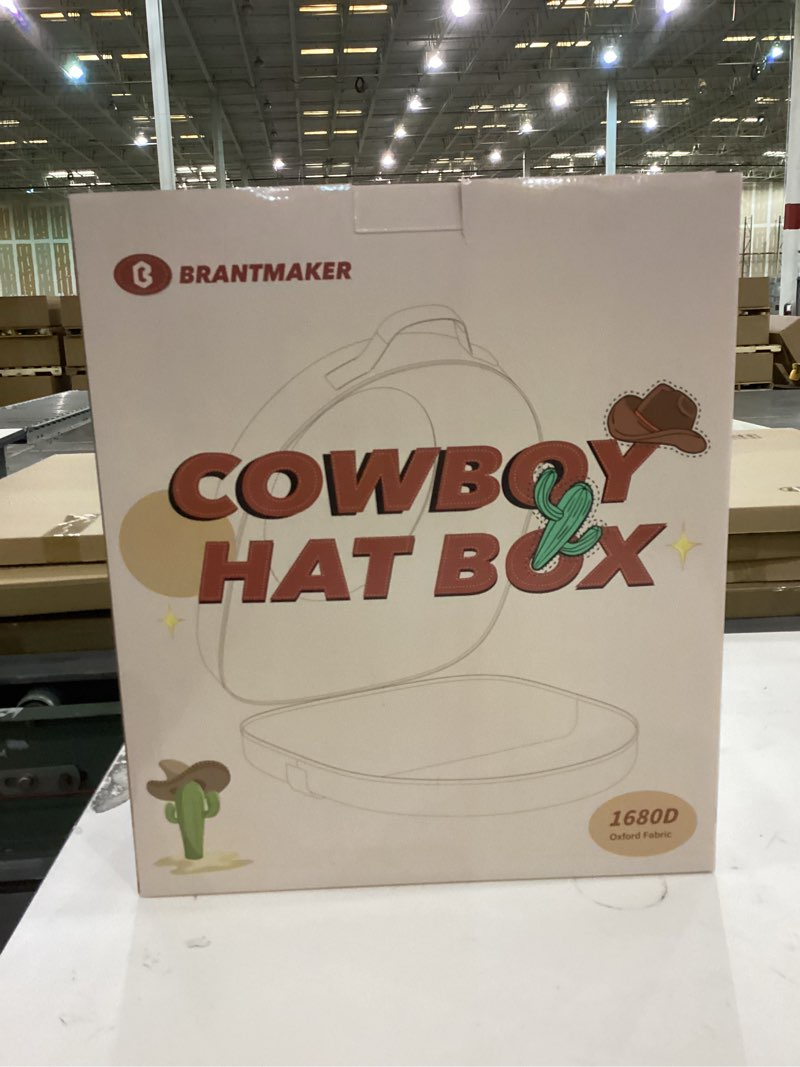 BRANTMAKER
COWBOY
HAT BOX
1680D
Oxford Fabric